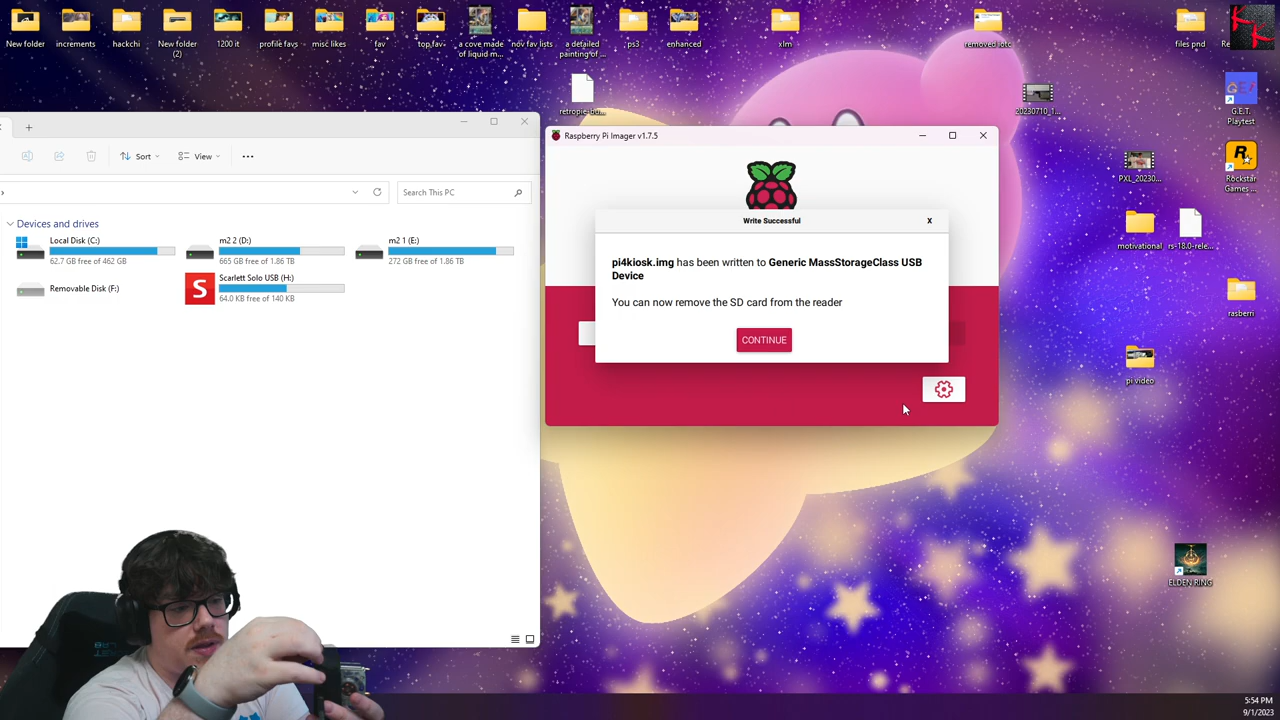 New folder
increments
hackchi
New folder (2)
1200 it
profile favs
misc likes
fav
top fav
a cove made of liquid m...
nov fav lists
a detailed painting of ...
ps3
enhanced
xlm
files pnd
20230710_1...
G.E.T. Playtest
PXL_20230...
Rockstar Games ...
motivational
rs-18.0-rele...
rasberri
pi video
ELDEN RING
Sort
View
Search This PC
Devices and drives
Local Disk (C:)
62.7 GB free of 462 GB
m2 2 (D:)
665 GB free of 1.86 TB
m2 1 (E:)
272 GB free of 1.86 TB
Removable Disk (F:)
S
Scarlett Solo USB (H:)
64.0 KB free of 140 KB
Raspberry Pi Imager v1.7.5
Write Successful
X
pi4kiosk.img has been written to Generic MassStorageClass USB
Device
You can now remove the SD card from the reader
CONTINUE
5:54 PM
9/1/2023